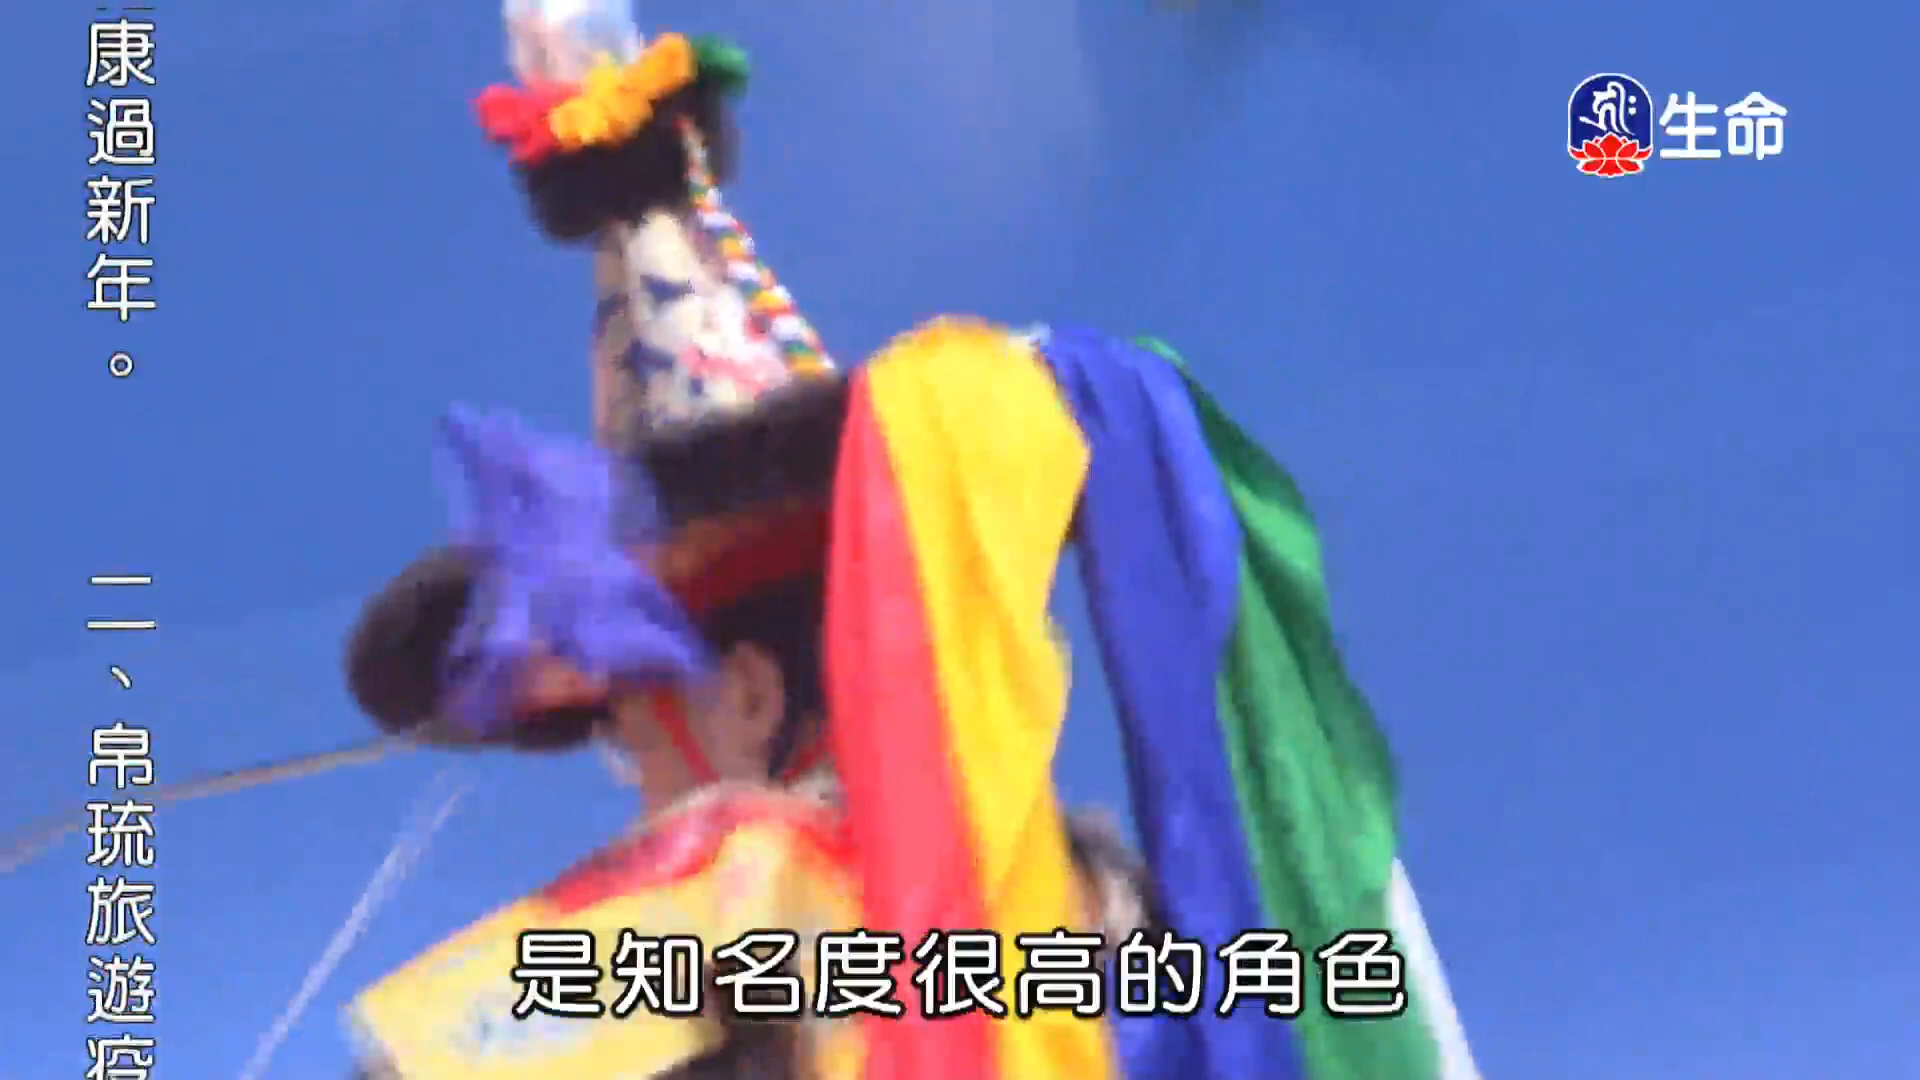 康過新年。 二、帛琉旅遊疫
生命
是知名度很高的角色